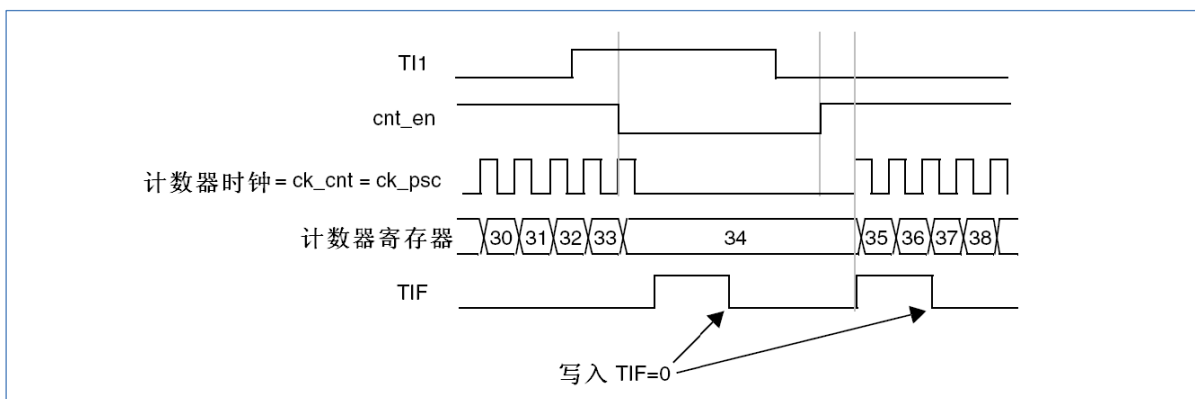 TI1
cnt_en
计数器时钟 = ck_cnt = ck_psc
计数器寄存器 30 31 32 33 34 35 36 37 38
TIF
写入 TIF=0